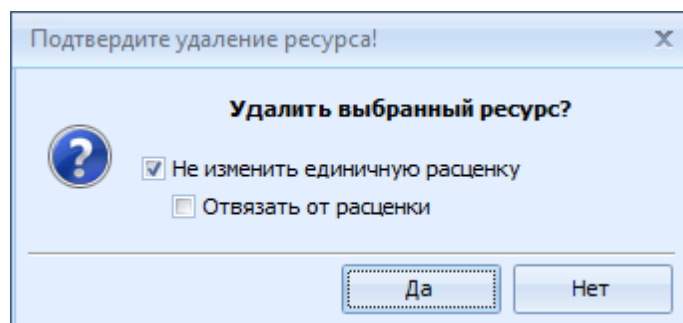 Подтвердите удаление ресурса!
Удалить выбранный ресурс?
Не изменить единичную расценку
Отвязать от расценки
Да Нет